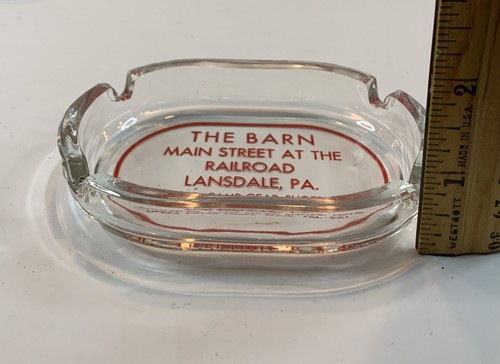 THE BARN
MAIN STREET AT THE
RAILROAD
LANSDALE, PA.
2
1
MADE IN U.S.A.
WESTCOTT